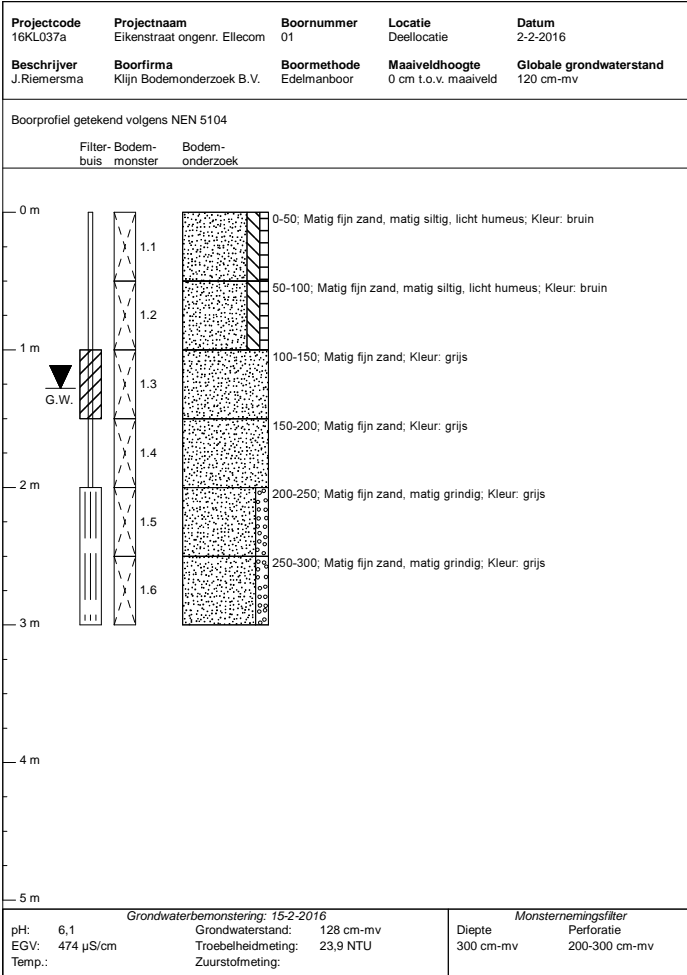 Projectcode Projectnaam Boornummer Locatie Datum
16KL037a Eikenstraat ongenr. Ellecom 01 Deellocatie 2-2-2016
Beschrijver Boorfirma Boormethode Maaiveldhoogte Globale grondwaterstand
J.Riemersma Klijn Bodemonderzoek B.V. Edelmanboor 0 cm t.o.v. maaiveld 120 cm-mv
Boorprofiel getekend volgens NEN 5104
Filter- Bodem- Bodem-
buis monster onderzoek
0 m
0-50; Matig fijn zand, matig siltig, licht humeus; Kleur: bruin
1.1
50-100; Matig fijn zand, matig siltig, licht humeus; Kleur: bruin
1.2
1 m
100-150; Matig fijn zand; Kleur: grijs
1.3
G.W.
150-200; Matig fijn zand; Kleur: grijs
1.4
2 m
200-250; Matig fijn zand, matig grindig; Kleur: grijs
1.5
250-300; Matig fijn zand, matig grindig; Kleur: grijs
1.6
3 m
4 m
5 m
Grondwaterbemonstering: 15-2-2016 Monsternemingsfilter
pH: 6,1 Grondwaterstand: 128 cm-mv Diepte Perforatie
EGV: 474 µS/cm Troebelheidmeting: 23,9 NTU 300 cm-mv 200-300 cm-mv
Temp.: Zuurstofmeting: